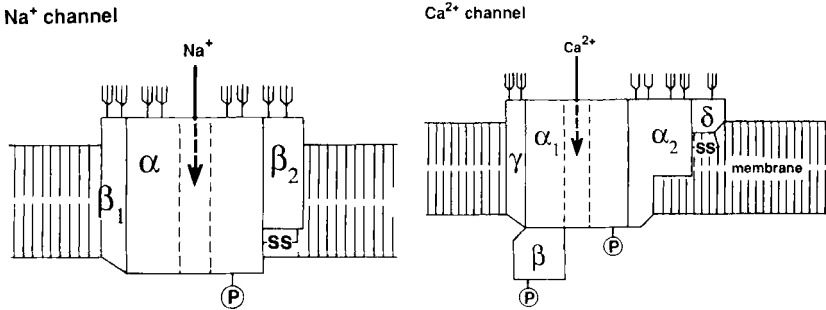 Na⁺ channel
Na⁺
α
β₁
β₂
SS
P
Ca²⁺ channel
Ca²⁺
γ
α₁
α₂
δ
SS
membrane
β
P
P